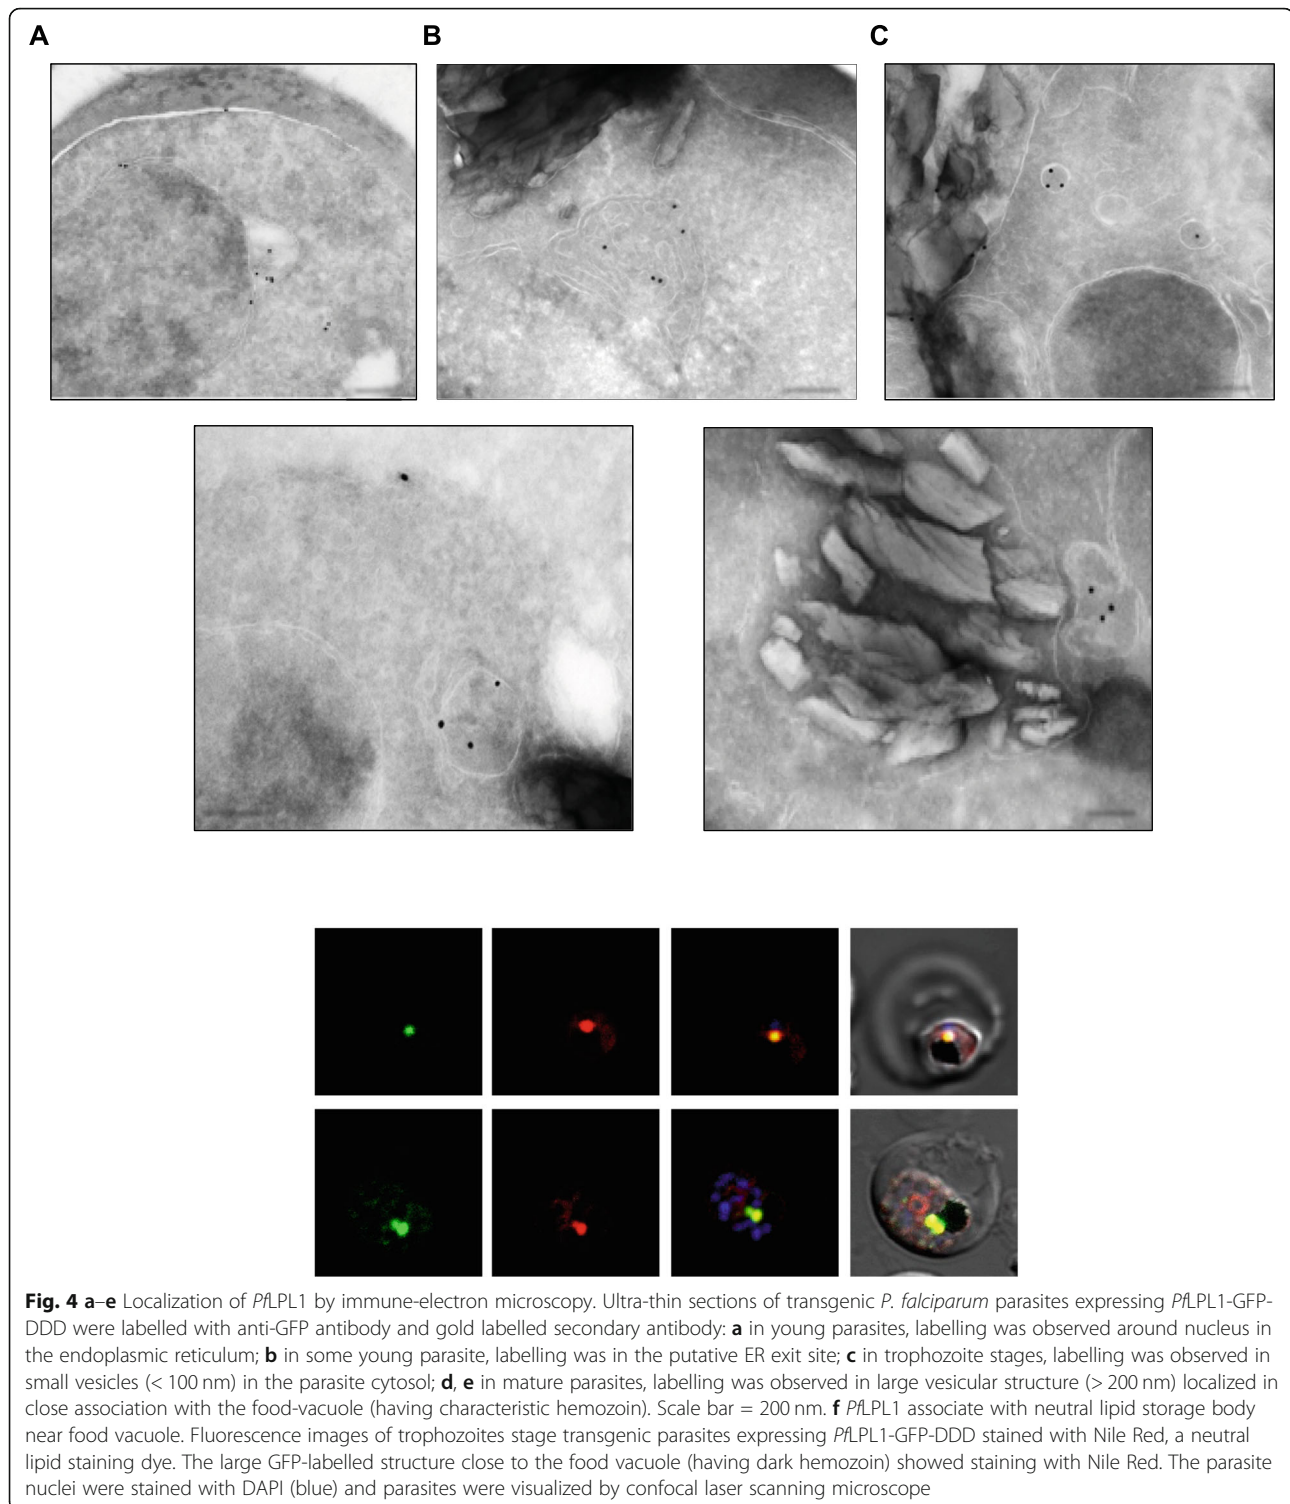 A B C
Fig. 4 a–e Localization of PfLPL1 by immune-electron microscopy. Ultra-thin sections of transgenic P. falciparum parasites expressing PfLPL1-GFP-
DDD were labelled with anti-GFP antibody and gold labelled secondary antibody: a in young parasites, labelling was observed around nucleus in
the endoplasmic reticulum; b in some young parasite, labelling was in the putative ER exit site; c in trophozoite stages, labelling was observed in
small vesicles (< 100 nm) in the parasite cytosol; d, e in mature parasites, labelling was observed in large vesicular structure (> 200 nm) localized in
close association with the food-vacuole (having characteristic hemozoin). Scale bar = 200 nm. f PfLPL1 associate with neutral lipid storage body
near food vacuole. Fluorescence images of trophozoites stage transgenic parasites expressing PfLPL1-GFP-DDD stained with Nile Red, a neutral
lipid staining dye. The large GFP-labelled structure close to the food vacuole (having dark hemozoin) showed staining with Nile Red. The parasite
nuclei were stained with DAPI (blue) and parasites were visualized by confocal laser scanning microscope